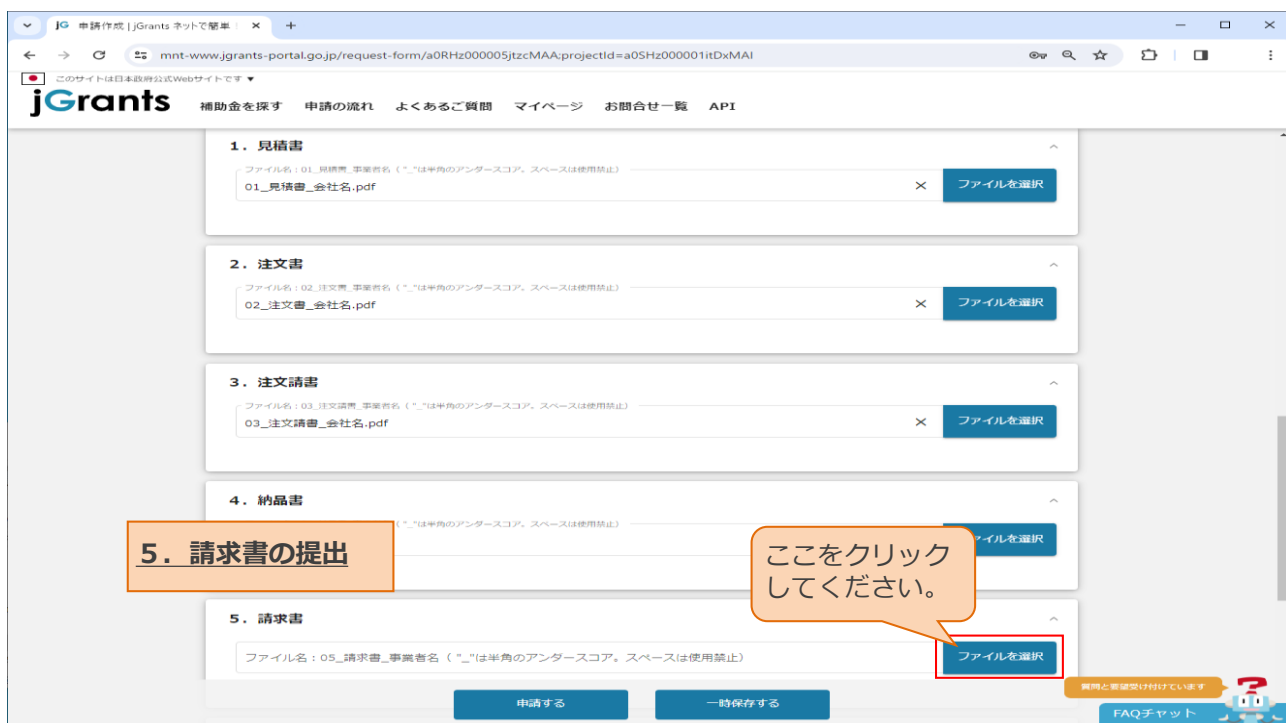 JG 申請作成 | jGrants ネットで簡単
mnt-www.jgrants-portal.go.jp/request-form/a0RHz000005jtzcMAA;projectId=a0SHz000001itDxMAI
このサイトは日本政府公式Webサイトです ▼
jGrants 補助金を探す 申請の流れ よくあるご質問 マイページ お問合せ一覧 API
1. 見積書
ファイル名：01_見積書_事業者名（ "_"は半角のアンダースコア。スペースは使用禁止）
01_見積書_会社名.pdf
ファイルを選択
2. 注文書
ファイル名：02_注文書_事業者名（ "_"は半角のアンダースコア。スペースは使用禁止）
02_注文書_会社名.pdf
ファイルを選択
3. 注文請書
ファイル名：03_注文請書_事業者名（ "_"は半角のアンダースコア。スペースは使用禁止）
03_注文請書_会社名.pdf
ファイルを選択
4. 納品書
（ "_"は半角のアンダースコア。スペースは使用禁止）
ファイルを選択
5．請求書の提出
ここをクリック
してください。
5. 請求書
ファイル名：05_請求書_事業者名（ "_"は半角のアンダースコア。スペースは使用禁止）
ファイルを選択
申請する 一時保存する
質問と要望受け付けています
FAQチャット